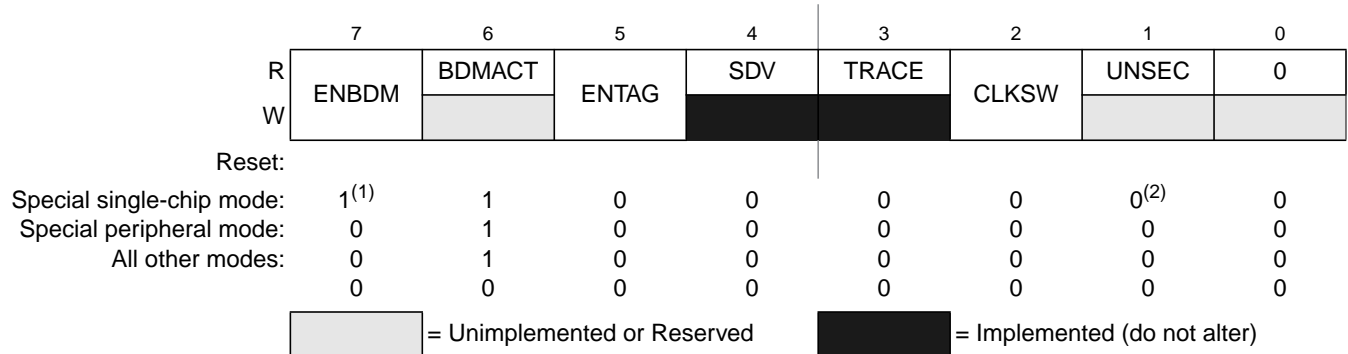 7 6 5 4 3 2 1 0
R ENBDM BDMACT ENTAG SDV TRACE CLKSW UNSEC 0
W
Reset:
Special single-chip mode: 1(1) 1 0 0 0 0 0(2) 0
Special peripheral mode: 0 1 0 0 0 0 0 0
All other modes: 0 1 0 0 0 0 0 0
0 0 0 0 0 0 0 0
= Unimplemented or Reserved = Implemented (do not alter)